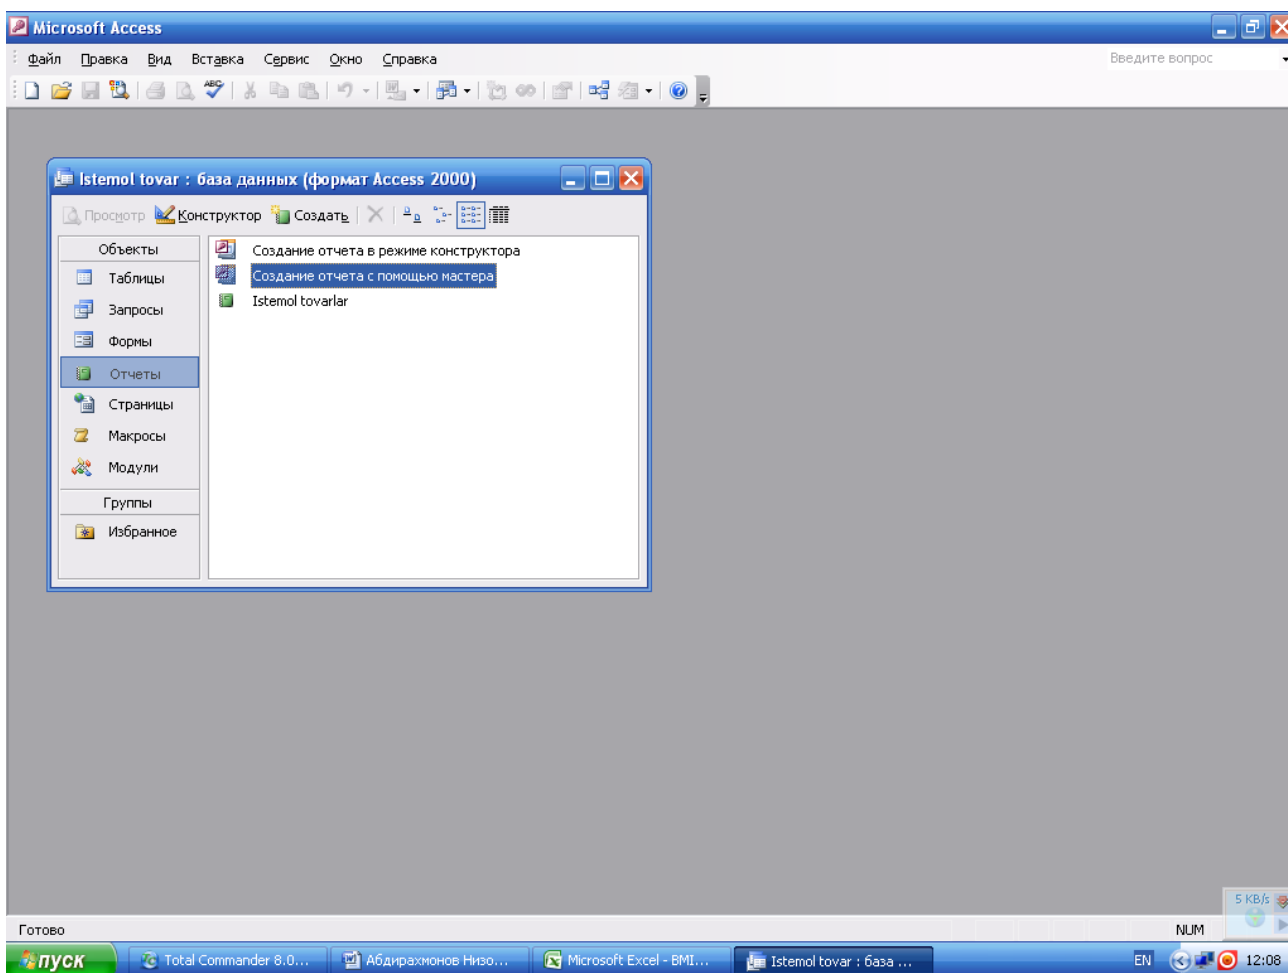 Microsoft Access
Файл Правка Вид Вставка Сервис Окно Справка Введите вопрос
Istemol tovar : база данных (формат Access 2000)
Просмотр Конструктор Создать
Объекты
Таблицы
Запросы
Формы
Отчеты
Страницы
Макросы
Модули
Группы
Избранное
Создание отчета в режиме конструктора
Создание отчета с помощью мастера
Istemol tovarlar
5 KB/s
Готово NUM
пуск Total Commander 8.0... Абдирахмонов Низо... Microsoft Excel - BMI... Istemol tovar : база ... EN 12:08